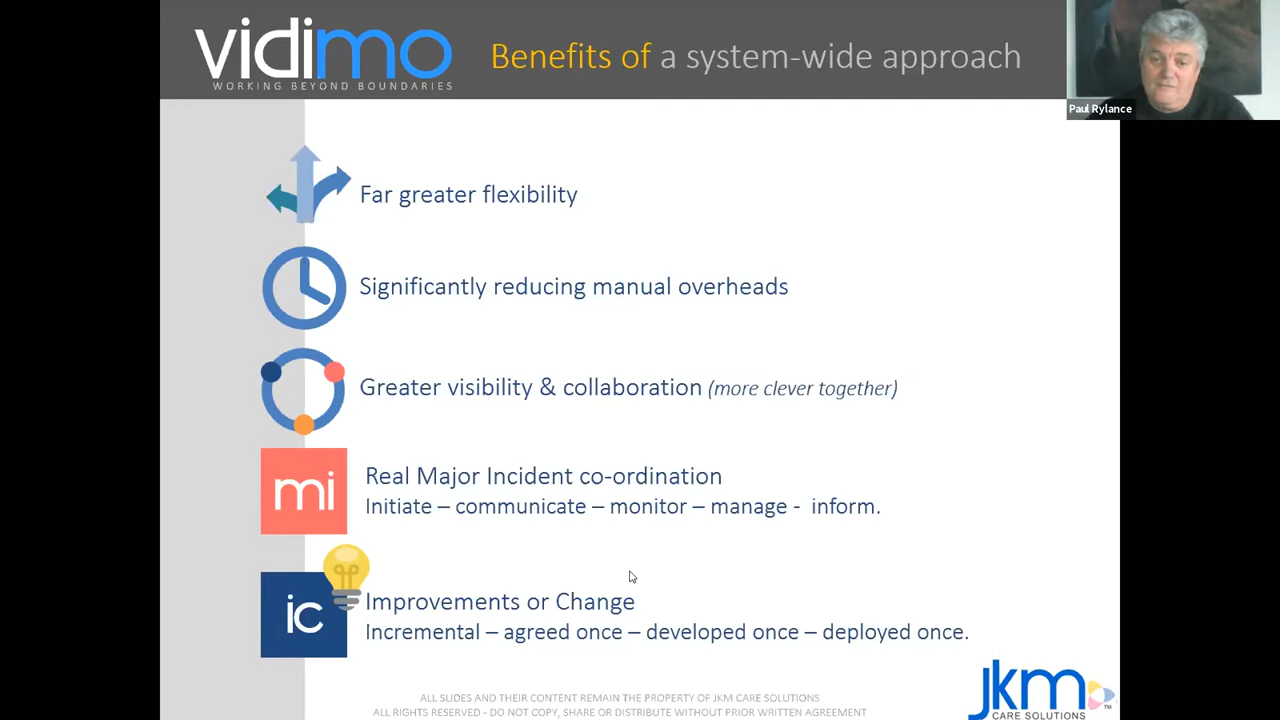 vidimo
WORKING BEYOND BOUNDARIES
Benefits of a system-wide approach
Paul Rylance
Far greater flexibility
Significantly reducing manual overheads
Greater visibility & collaboration (more clever together)
mi
Real Major Incident co-ordination
Initiate – communicate – monitor – manage - inform.
ic
Improvements or Change
Incremental – agreed once – developed once – deployed once.
jkm
CARE SOLUTIONS
TM
ALL SLIDES AND THEIR CONTENT REMAIN THE PROPERTY OF JKM CARE SOLUTIONS
ALL RIGHTS RESERVED - DO NOT COPY, SHARE OR DISTRIBUTE WITHOUT PRIOR WRITTEN AGREEMENT